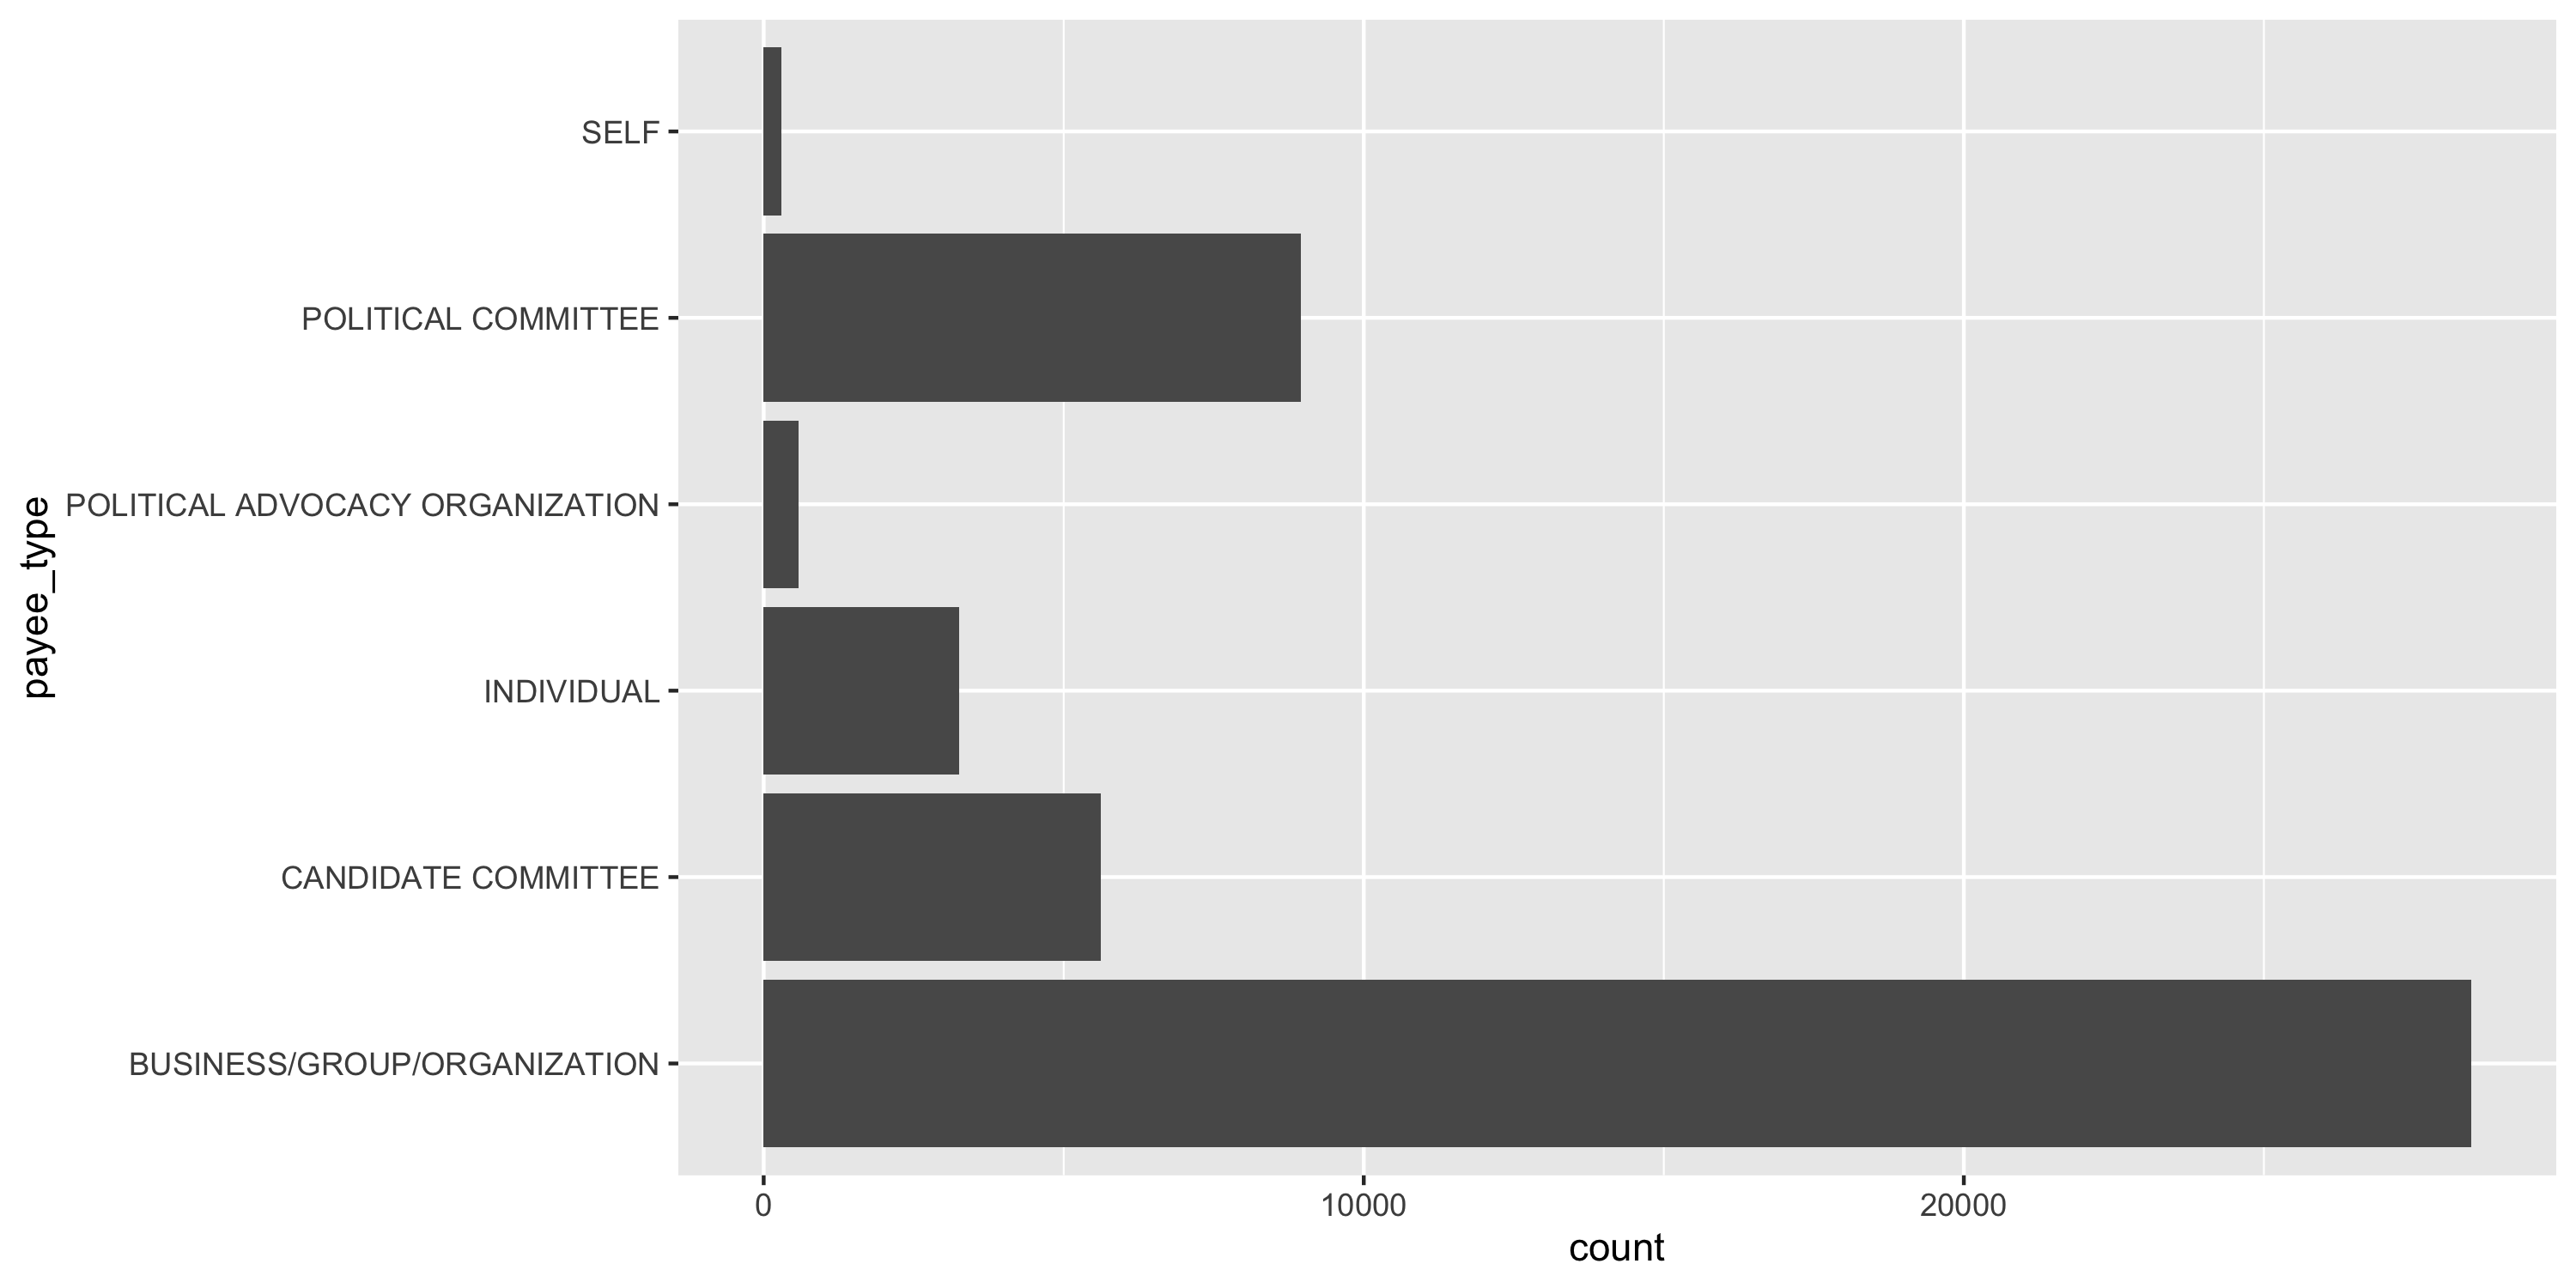 payee_type
SELF
POLITICAL COMMITTEE
POLITICAL ADVOCACY ORGANIZATION
INDIVIDUAL
CANDIDATE COMMITTEE
BUSINESS/GROUP/ORGANIZATION
0 10000 20000
count